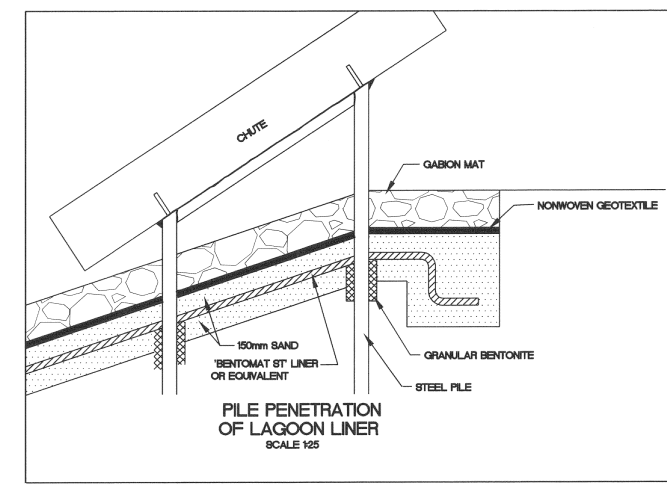 CHUTE
GABION MAT
NONWOVEN GEOTEXTILE
150mm SAND
GRANULAR BENTONITE
'BENTOMAT ST' LINER
OR EQUIVALENT
STEEL PILE
PILE PENETRATION
OF LAGOON LINER
SCALE 1:25